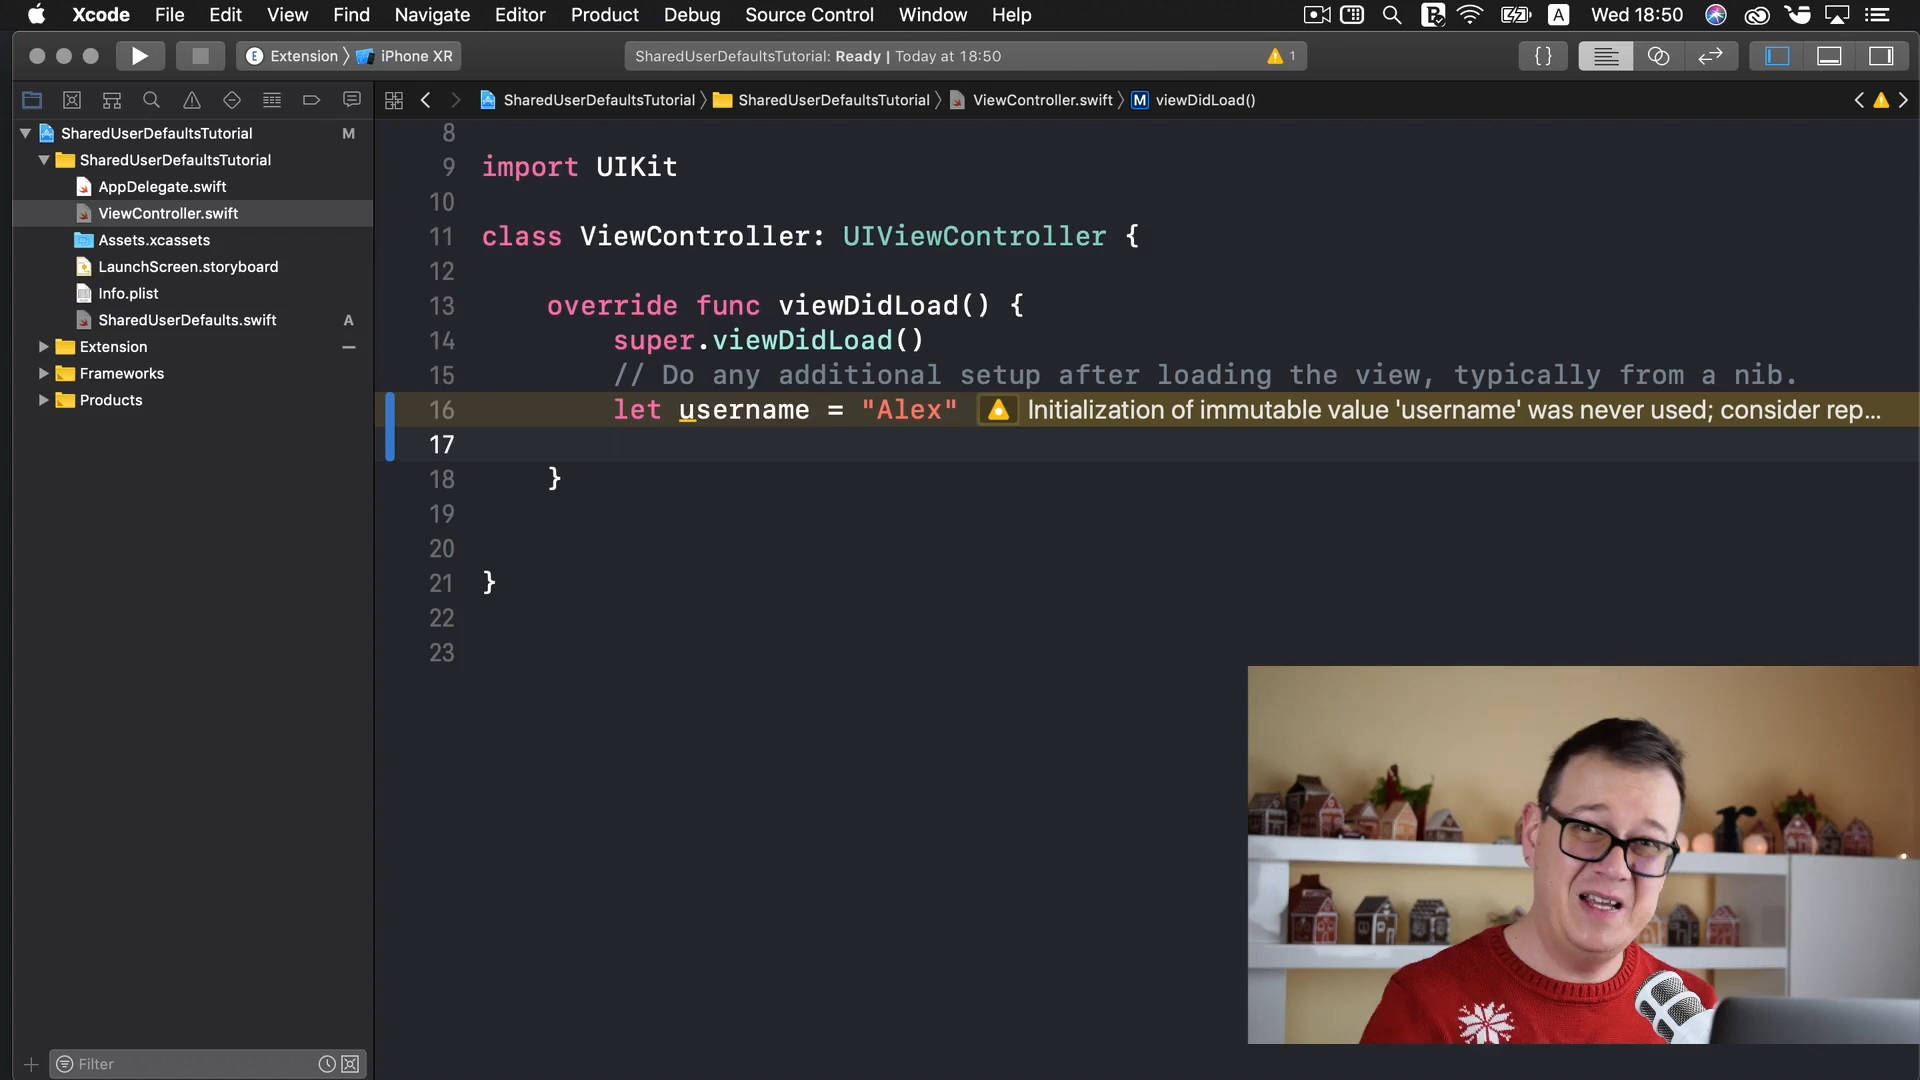 Xcode File Edit View Find Navigate Editor Product Debug Source Control Window Help A Wed 18:50
E Extension iPhone XR SharedUserDefaultsTutorial: Ready | Today at 18:50 1 {}
SharedUserDefaultsTutorial SharedUserDefaultsTutorial ViewController.swift M viewDidLoad()
SharedUserDefaultsTutorial M
SharedUserDefaultsTutorial
AppDelegate.swift
ViewController.swift
Assets.xcassets
LaunchScreen.storyboard
Info.plist
SharedUserDefaults.swift A
Extension
Frameworks
Products
Filter
8
9 import UIKit
10
11 class ViewController: UIViewController {
12
13 override func viewDidLoad() {
14 super.viewDidLoad()
15 // Do any additional setup after loading the view, typically from a nib.
16 let username = "Alex" Initialization of immutable value 'username' was never used; consider rep...
17
18 }
19
20
21 }
22
23